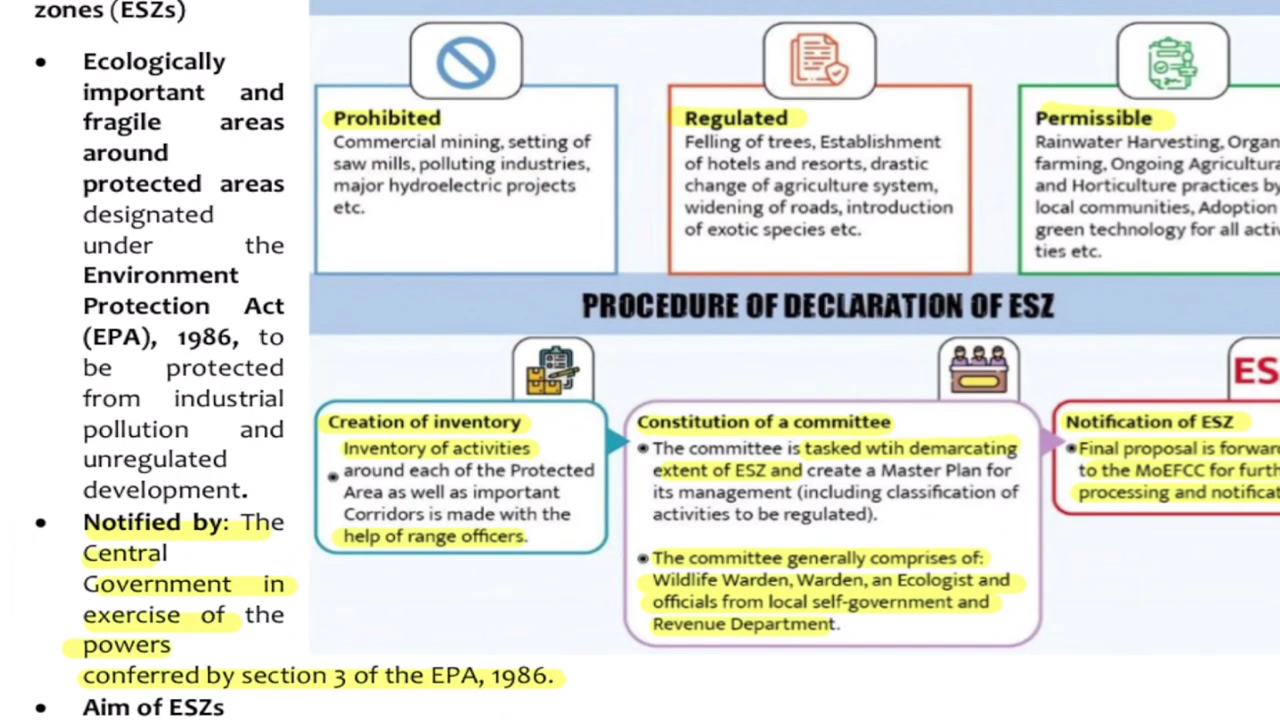 zones (ESZs)
• Ecologically
important and
fragile areas
around
protected areas
designated
under the
Environment
Protection Act
(EPA), 1986, to
be protected
from industrial
pollution and
unregulated
development.
• Notified by: The
Central
Government in
exercise of the
powers
conferred by section 3 of the EPA, 1986.
• Aim of ESZs
Prohibited
Commercial mining, setting of
saw mills, polluting industries,
major hydroelectric projects
etc.
Regulated
Felling of trees, Establishment
of hotels and resorts, drastic
change of agriculture system,
widening of roads, introduction
of exotic species etc.
Permissible
Rainwater Harvesting, Organ
farming, Ongoing Agricultura
and Horticulture practices by
local communities, Adoption
green technology for all activ
ties etc.
PROCEDURE OF DECLARATION OF ESZ
Creation of inventory
Inventory of activities
around each of the Protected
Area as well as important
Corridors is made with the
help of range officers.
Constitution of a committee
The committee is tasked wtih demarcating
extent of ESZ and create a Master Plan for
its management (including classification of
activities to be regulated).
The committee generally comprises of:
Wildlife Warden, Warden, an Ecologist and
officials from local self-government and
Revenue Department.
ES
Notification of ESZ
Final proposal is forwar
to the MoEFCC for furth
processing and notificat